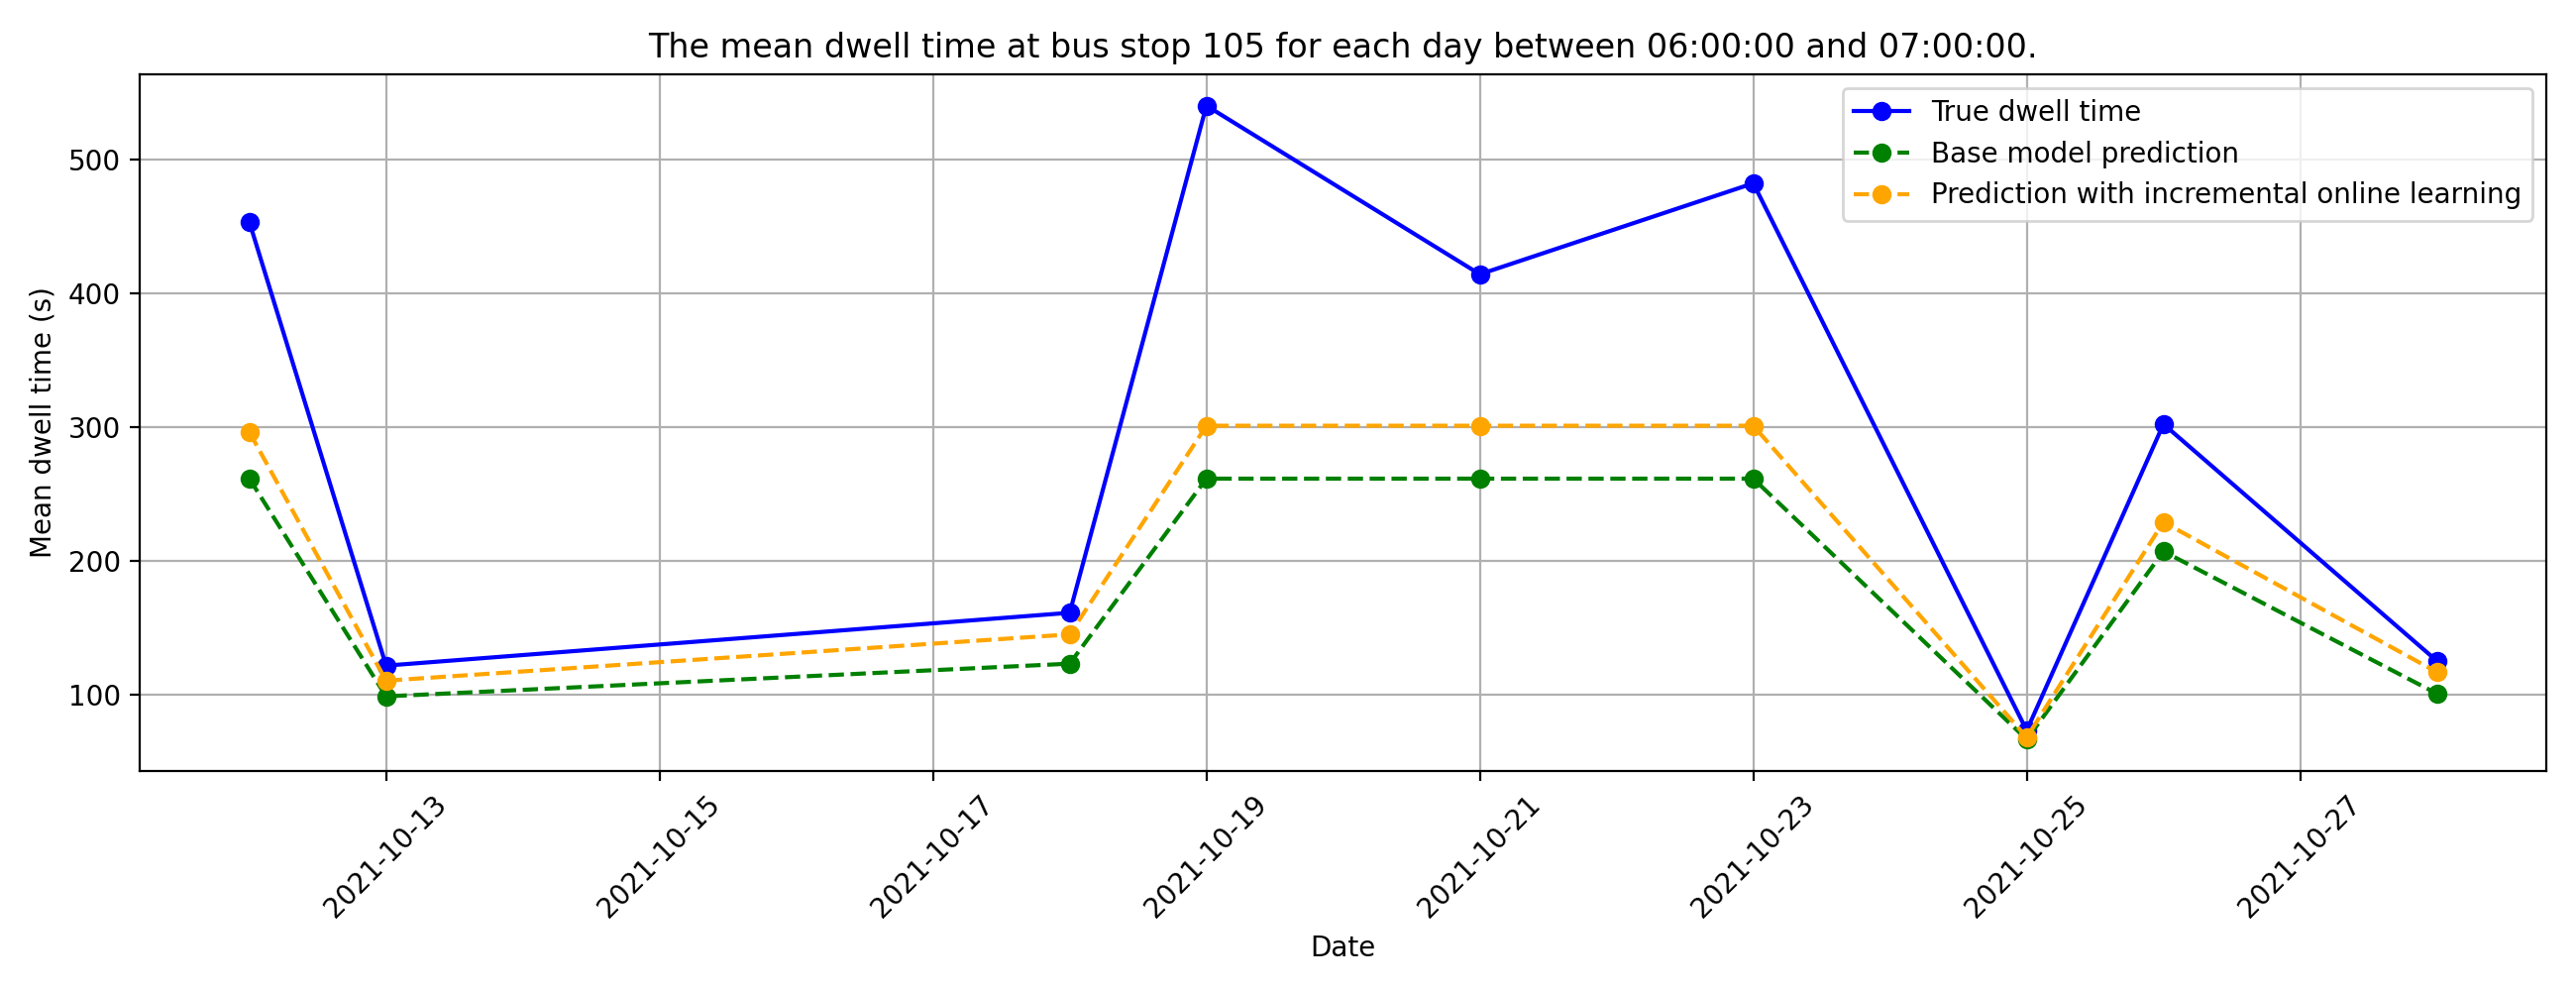 The mean dwell time at bus stop 105 for each day between 06:00:00 and 07:00:00.
True dwell time
Base model prediction
Prediction with incremental online learning
Mean dwell time (s)
500
400
300
200
100
2021-10-13
2021-10-15
2021-10-17
2021-10-19
2021-10-21
2021-10-23
2021-10-25
2021-10-27
Date